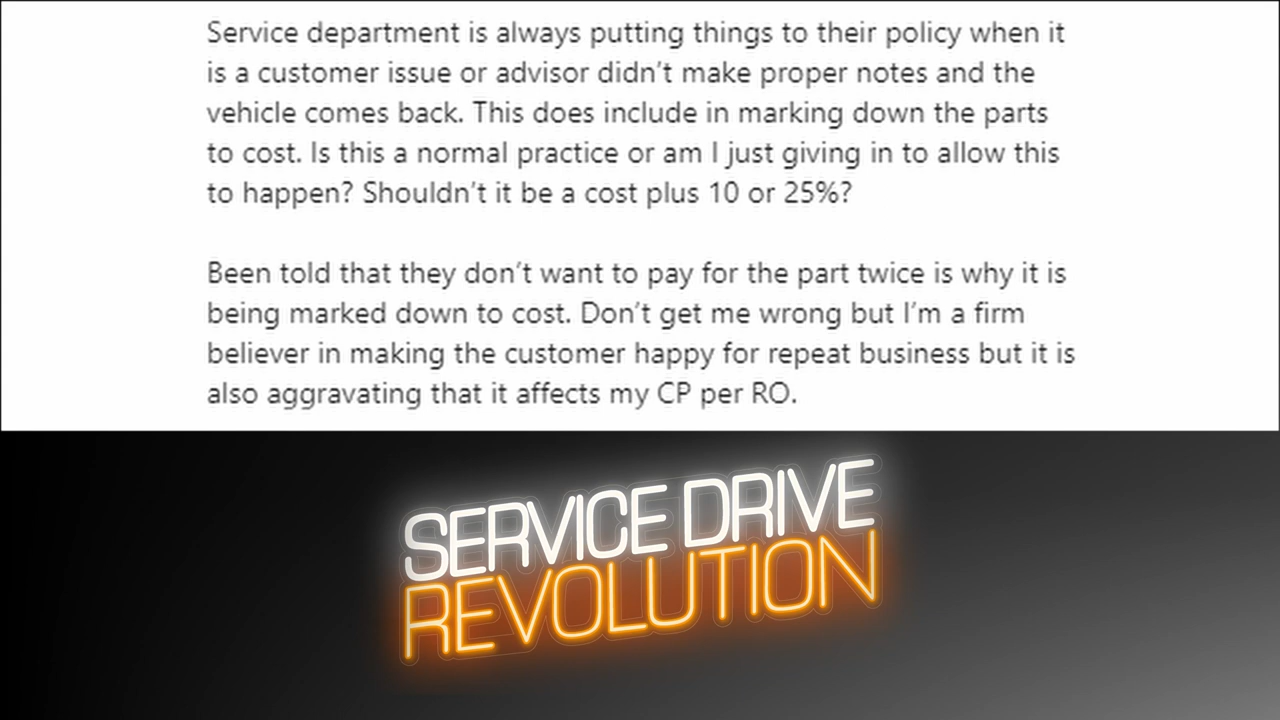 Service department is always putting things to their policy when it
is a customer issue or advisor didn’t make proper notes and the
vehicle comes back. This does include in marking down the parts
to cost. Is this a normal practice or am I just giving in to allow this
to happen? Shouldn’t it be a cost plus 10 or 25%?
Been told that they don’t want to pay for the part twice is why it is
being marked down to cost. Don’t get me wrong but I’m a firm
believer in making the customer happy for repeat business but it is
also aggravating that it affects my CP per RO.
SERVICE DRIVE
REVOLUTION